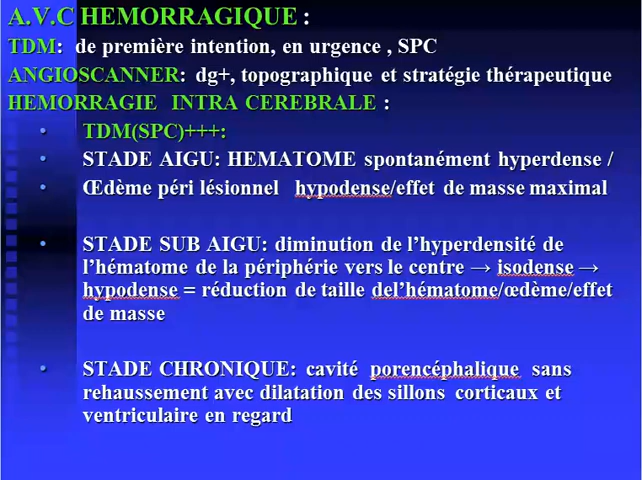 A.V.C HEMORRAGIQUE :
TDM: de première intention, en urgence , SPC
ANGIOSCANNER: dg+, topographique et stratégie thérapeutique
HEMORRAGIE INTRA CEREBRALE :
• TDM(SPC)+++:
• STADE AIGU: HEMATOME spontanément hyperdense /
• Œdème péri lésionnel hypodense/effet de masse maximal
• STADE SUB AIGU: diminution de l’hyperdensité de
l’hématome de la périphérie vers le centre → isodense →
hypodense = réduction de taille del’hématome/œdème/effet
de masse
• STADE CHRONIQUE: cavité porencéphalique sans
rehaussement avec dilatation des sillons corticaux et
ventriculaire en regard